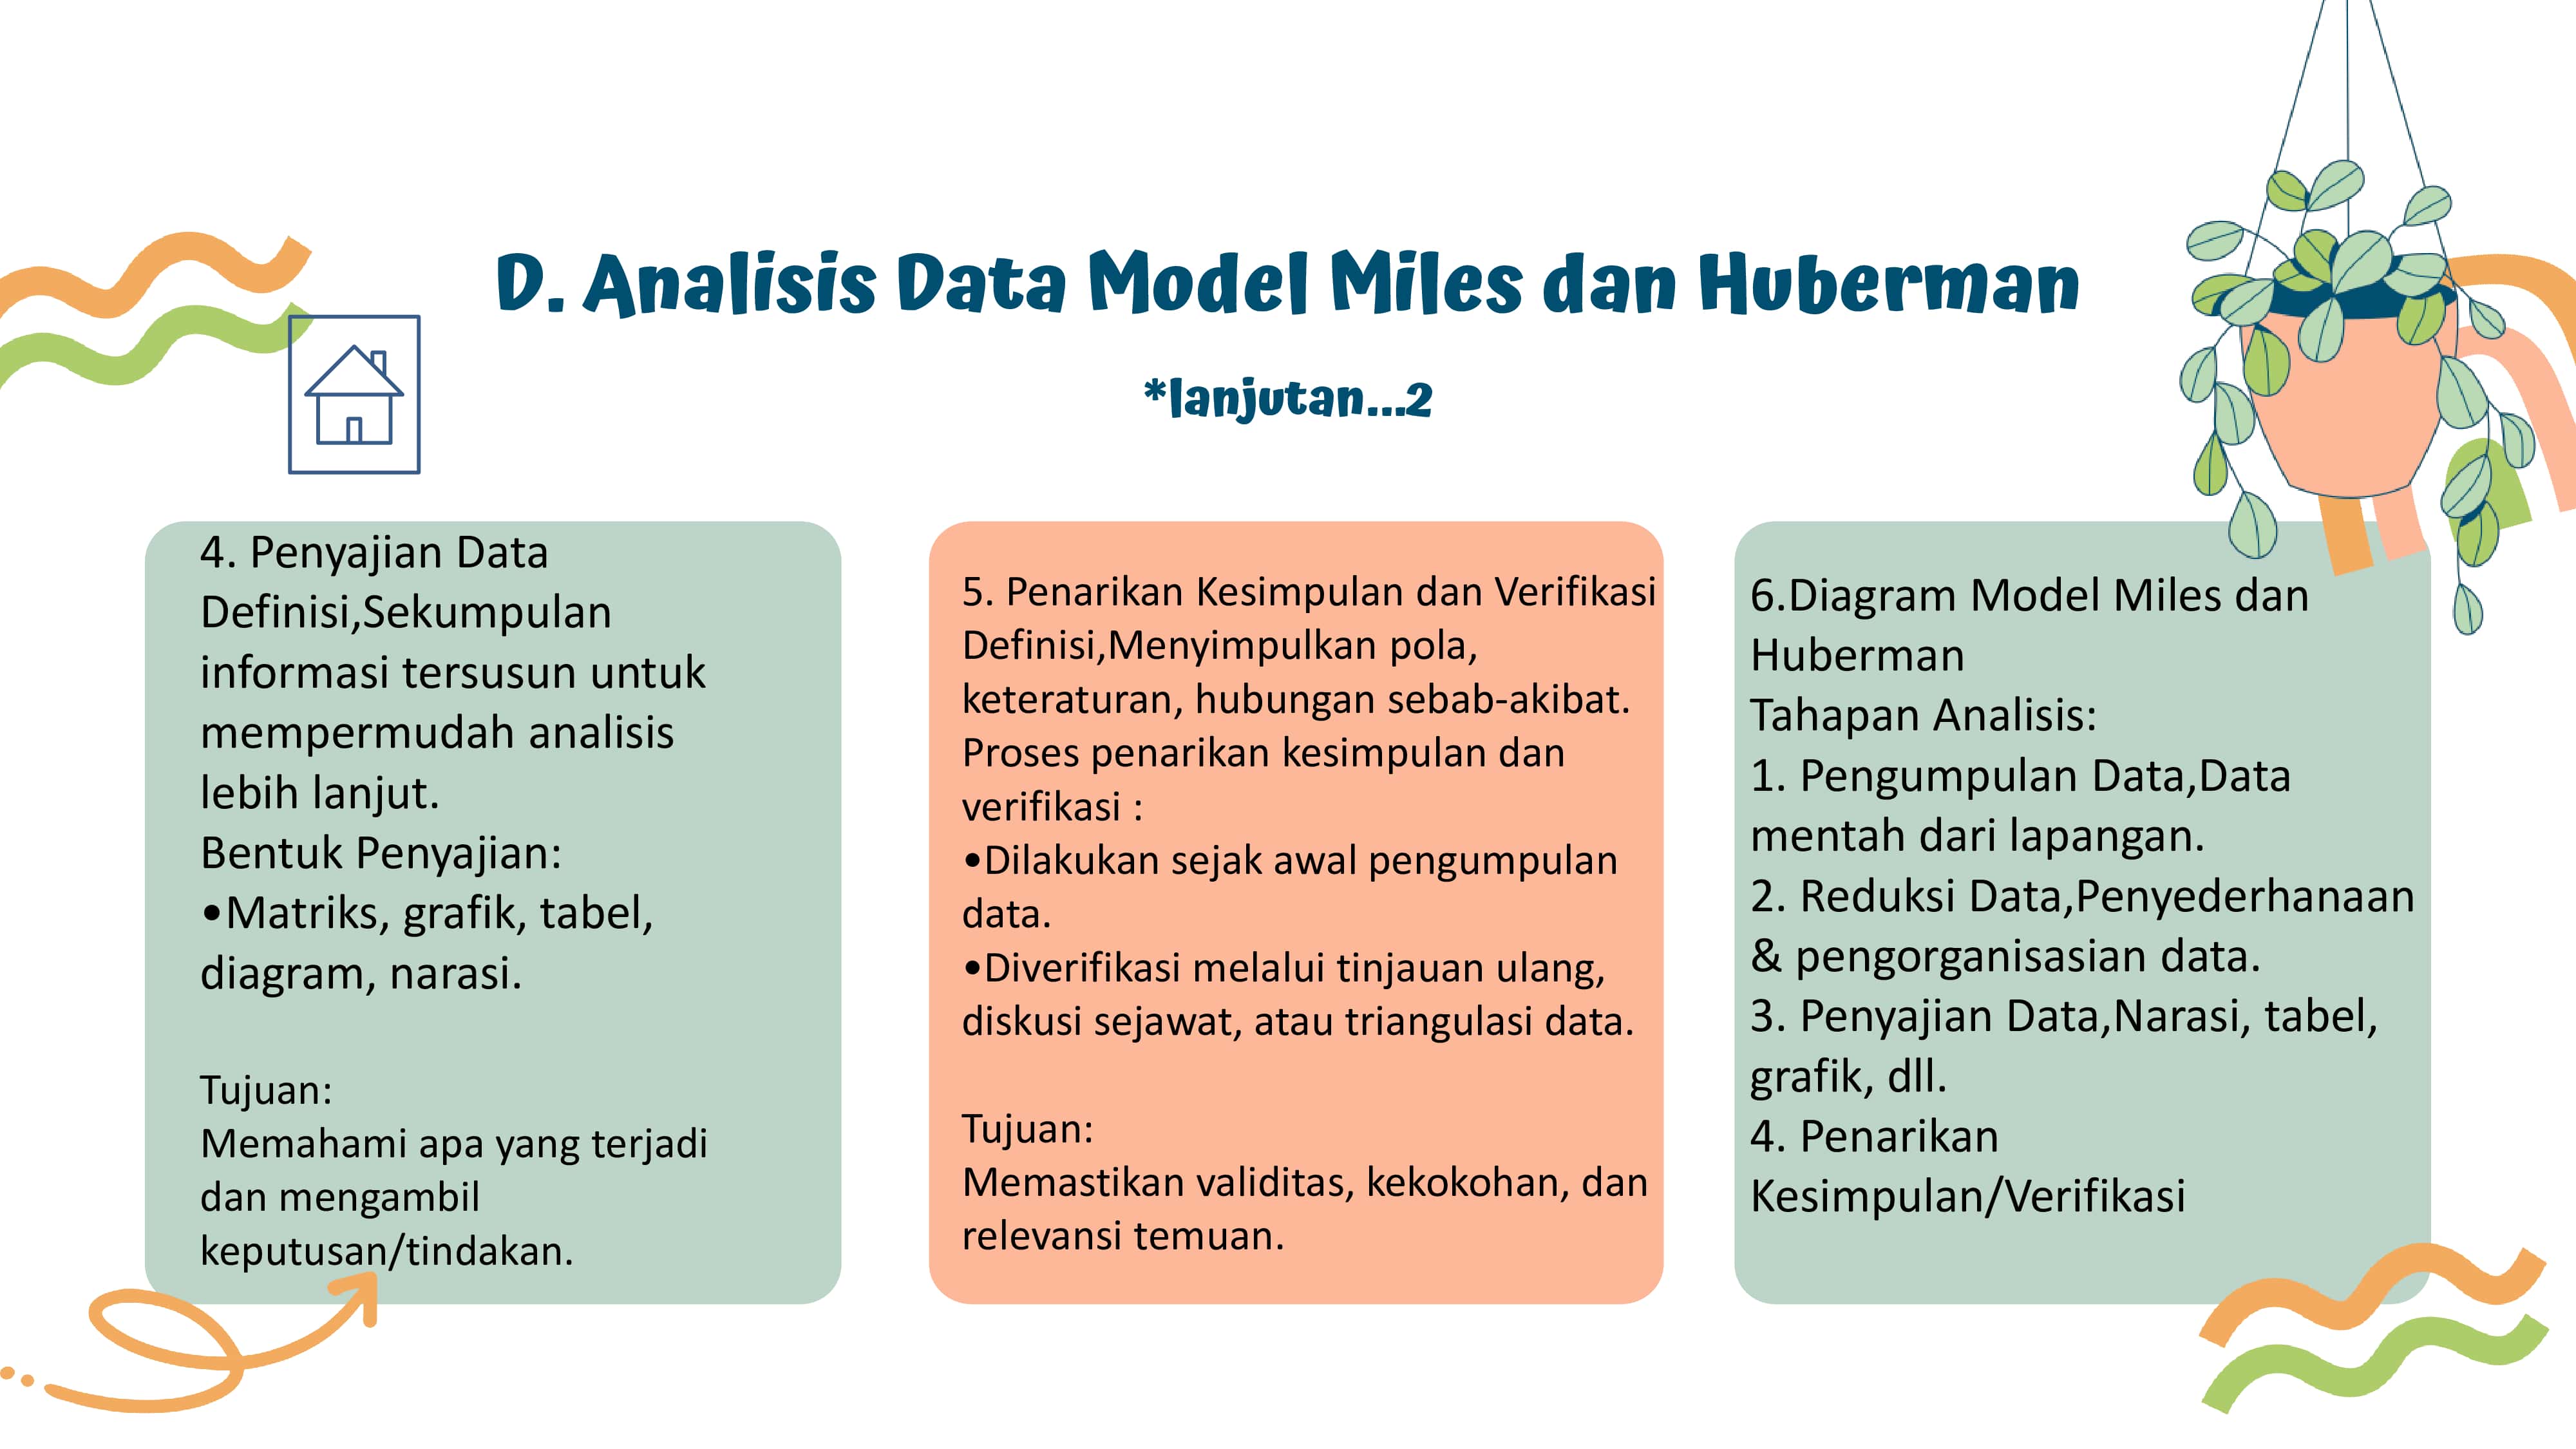 D. Analisis Data Model Miles dan Huberman
*lanjutan...2
4. Penyajian Data
Definisi,Sekumpulan
informasi tersusun untuk
mempermudah analisis
lebih lanjut.
Bentuk Penyajian:
•Matriks, grafik, tabel,
diagram, narasi.
Tujuan:
Memahami apa yang terjadi
dan mengambil
keputusan/tindakan.
5. Penarikan Kesimpulan dan Verifikasi
Definisi,Menyimpulkan pola,
keteraturan, hubungan sebab-akibat.
Proses penarikan kesimpulan dan
verifikasi :
•Dilakukan sejak awal pengumpulan
data.
•Diverifikasi melalui tinjauan ulang,
diskusi sejawat, atau triangulasi data.
Tujuan:
Memastikan validitas, kekokohan, dan
relevansi temuan.
6.Diagram Model Miles dan
Huberman
Tahapan Analisis:
1. Pengumpulan Data,Data
mentah dari lapangan.
2. Reduksi Data,Penyederhanaan
& pengorganisasian data.
3. Penyajian Data,Narasi, tabel,
grafik, dll.
4. Penarikan
Kesimpulan/Verifikasi